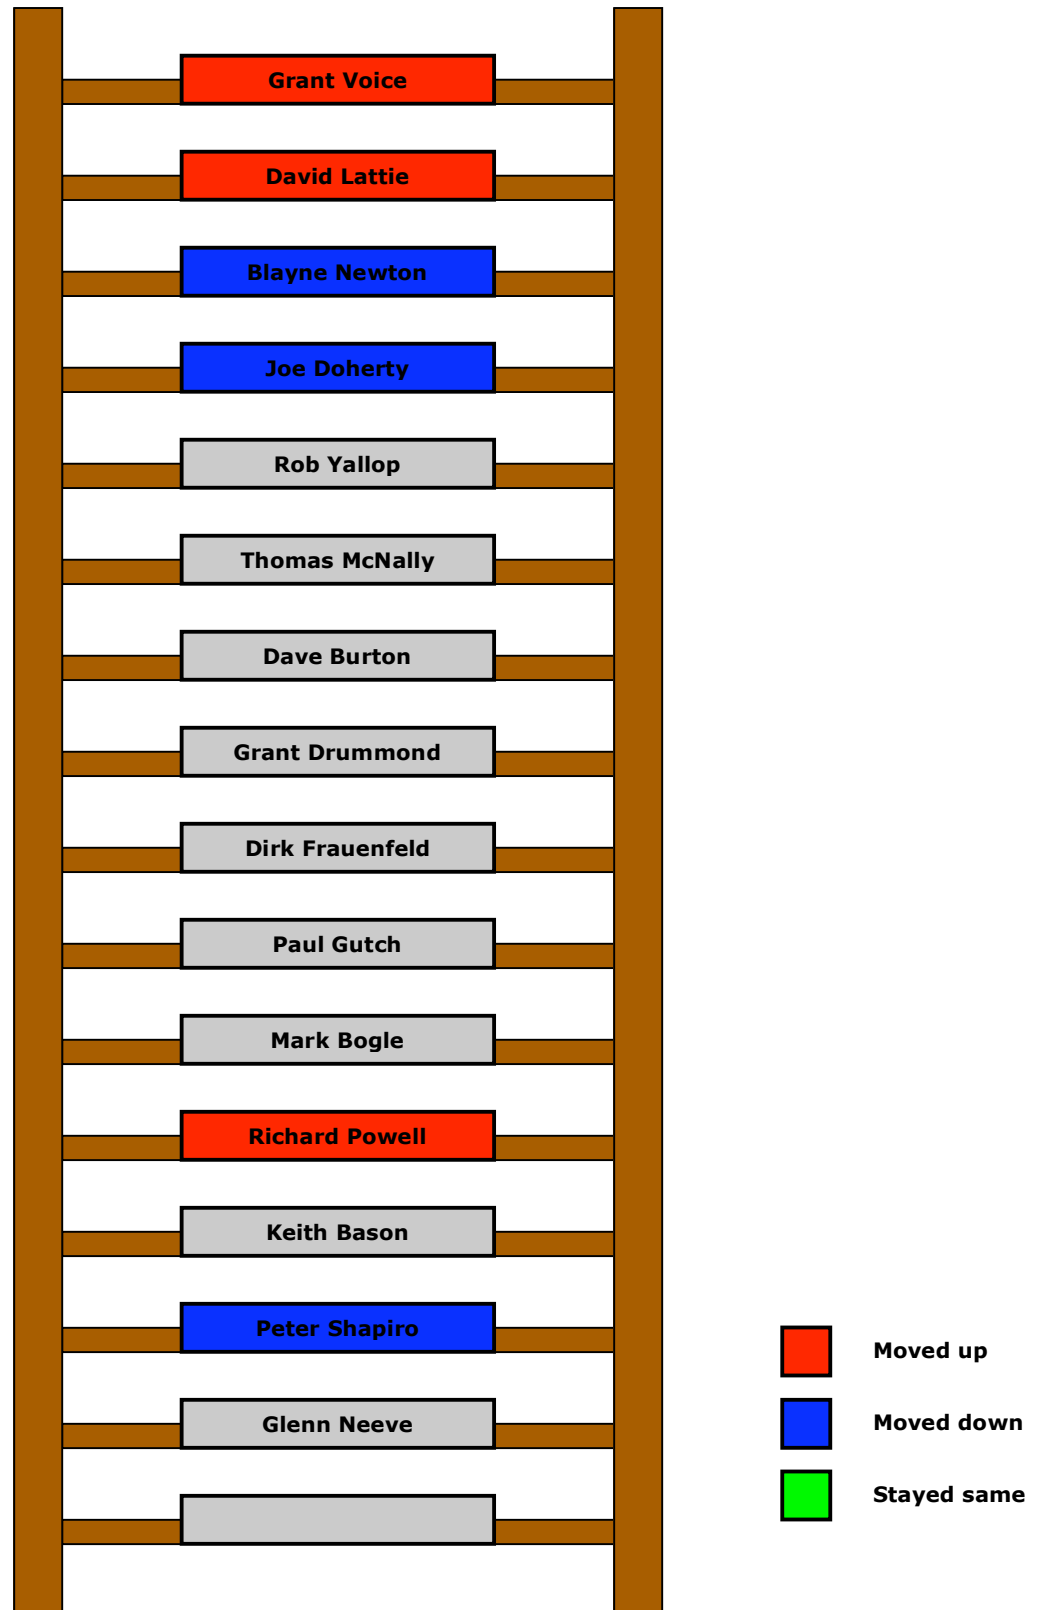 Grant Voice
David Lattie
Blayne Newton
Joe Doherty
Rob Yallop
Thomas McNally
Dave Burton
Grant Drummond
Dirk Frauenfeld
Paul Gutch
Mark Bogle
Richard Powell
Keith Bason
Peter Shapiro
Glenn Neeve
Moved up
Moved down
Stayed same